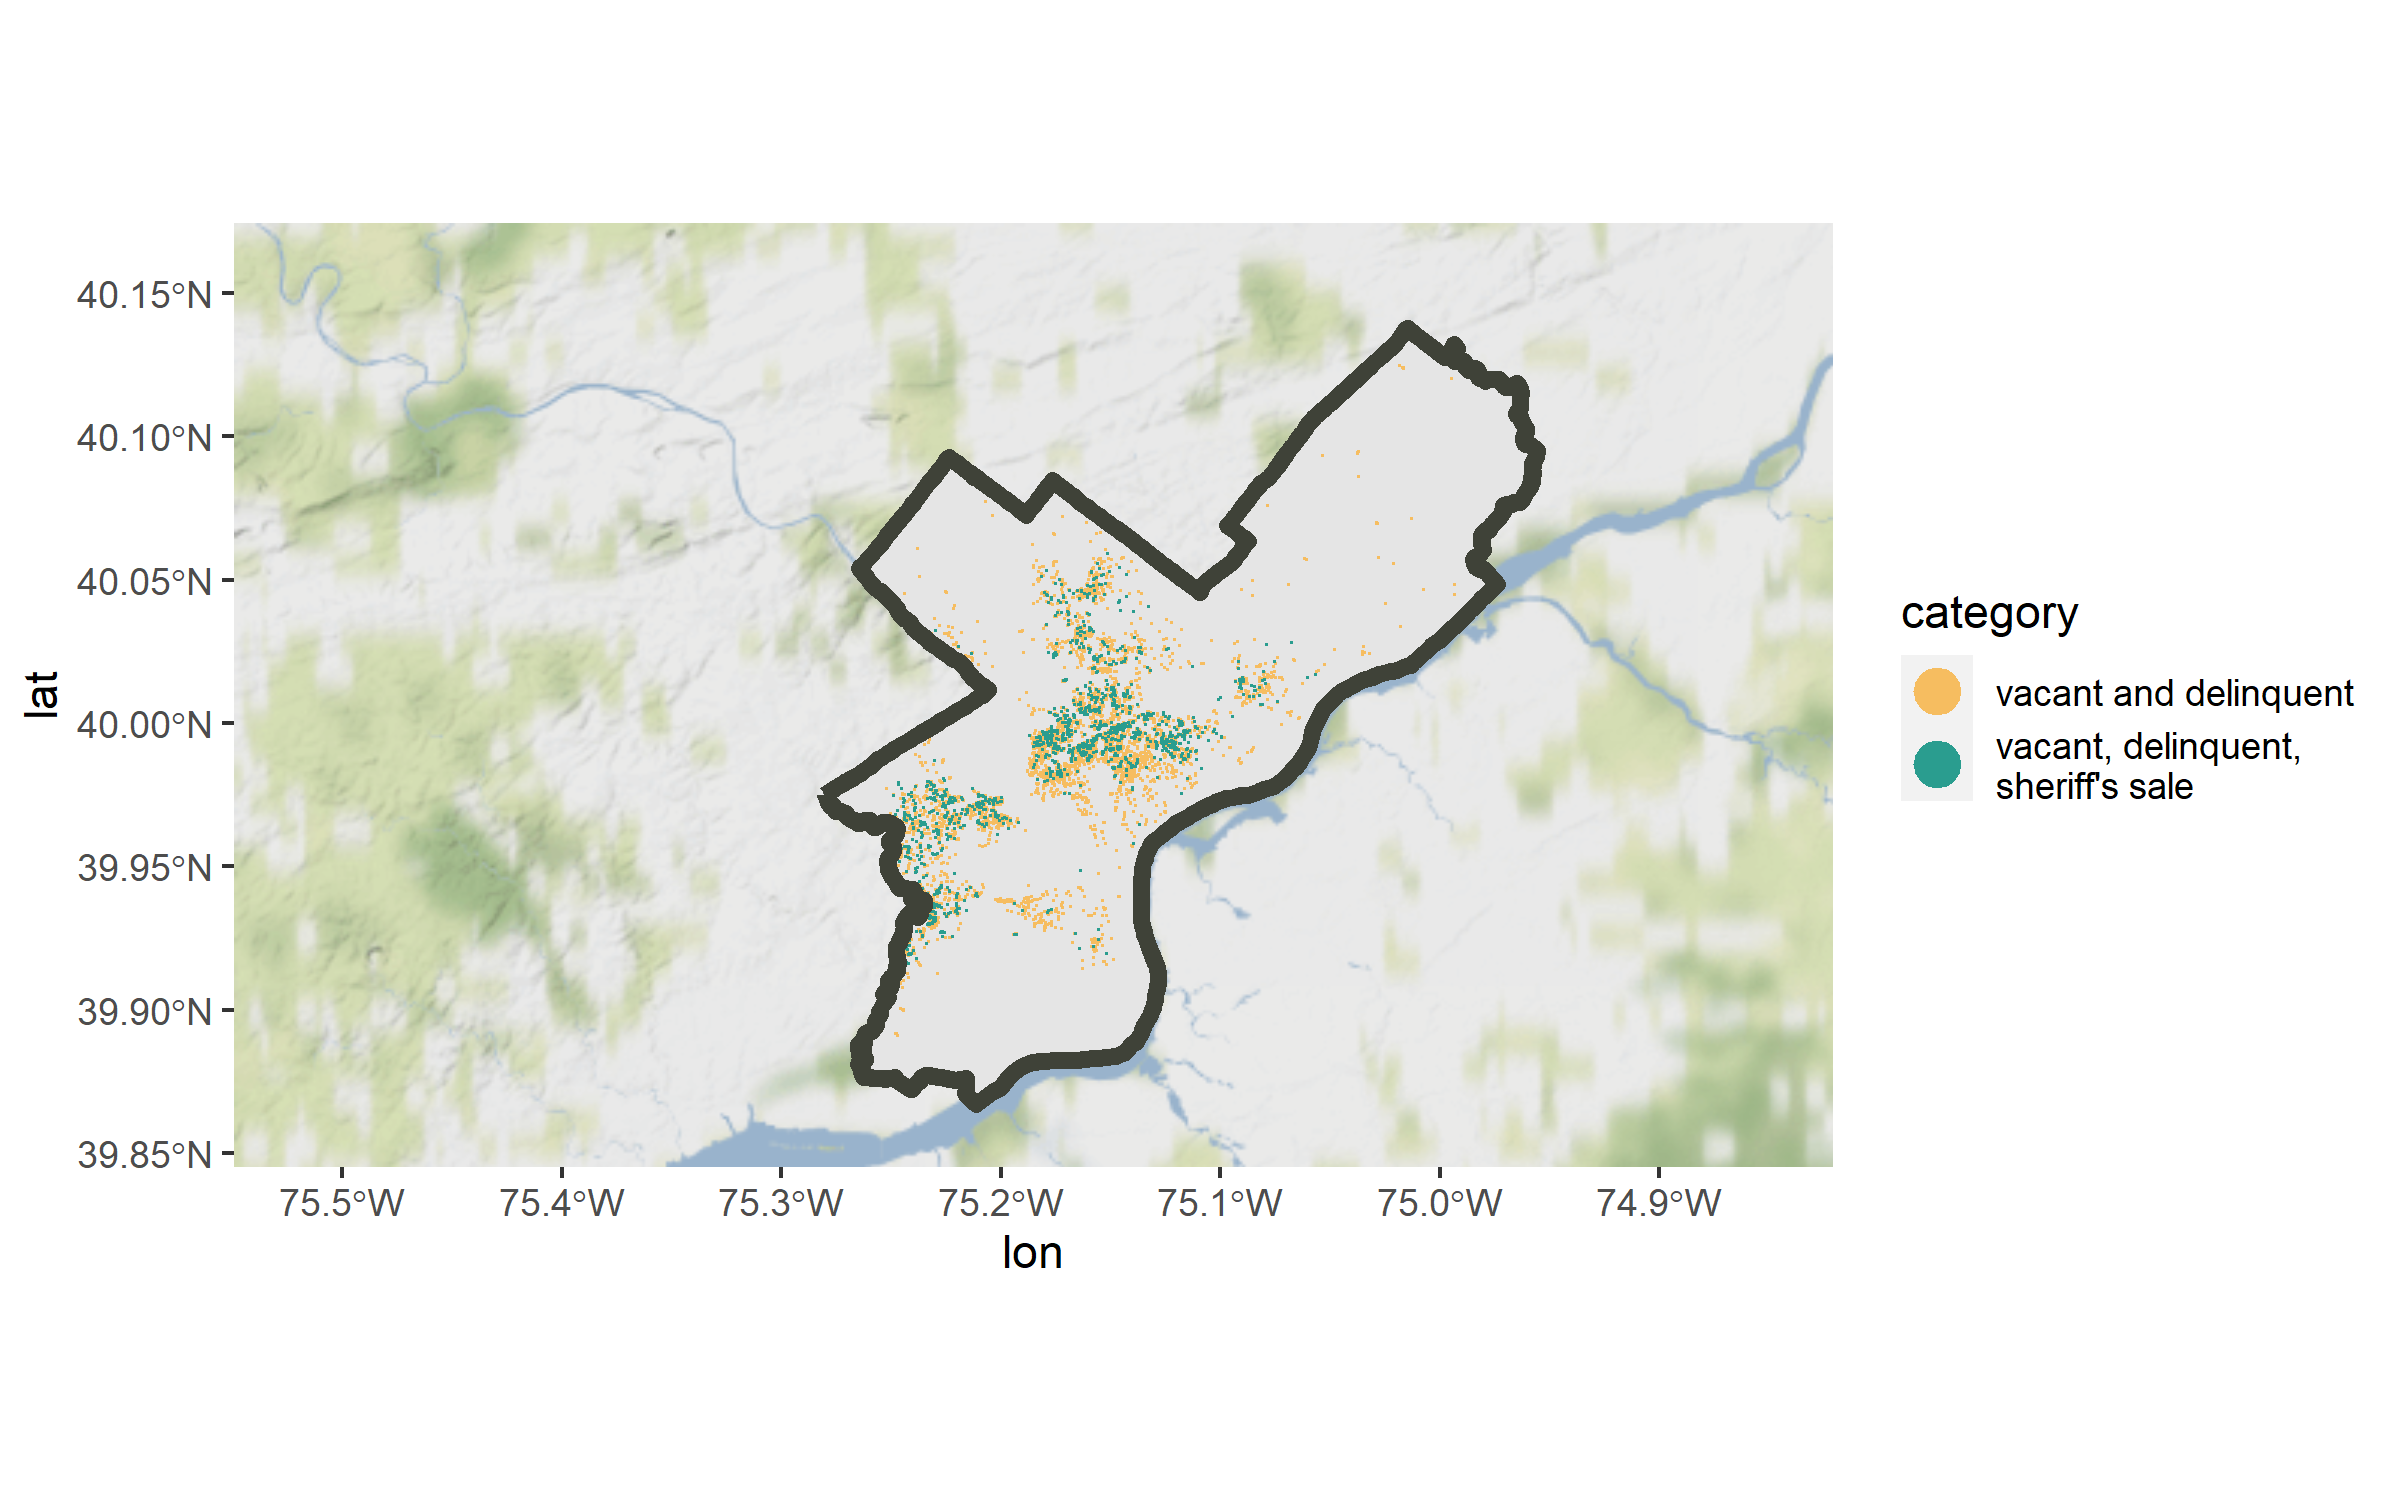 lat
40.15°N
40.10°N
40.05°N
40.00°N
39.95°N
39.90°N
39.85°N
75.5°W
75.4°W
75.3°W
75.2°W
75.1°W
75.0°W
74.9°W
lon
category
vacant and delinquent
vacant, delinquent,
sheriff's sale